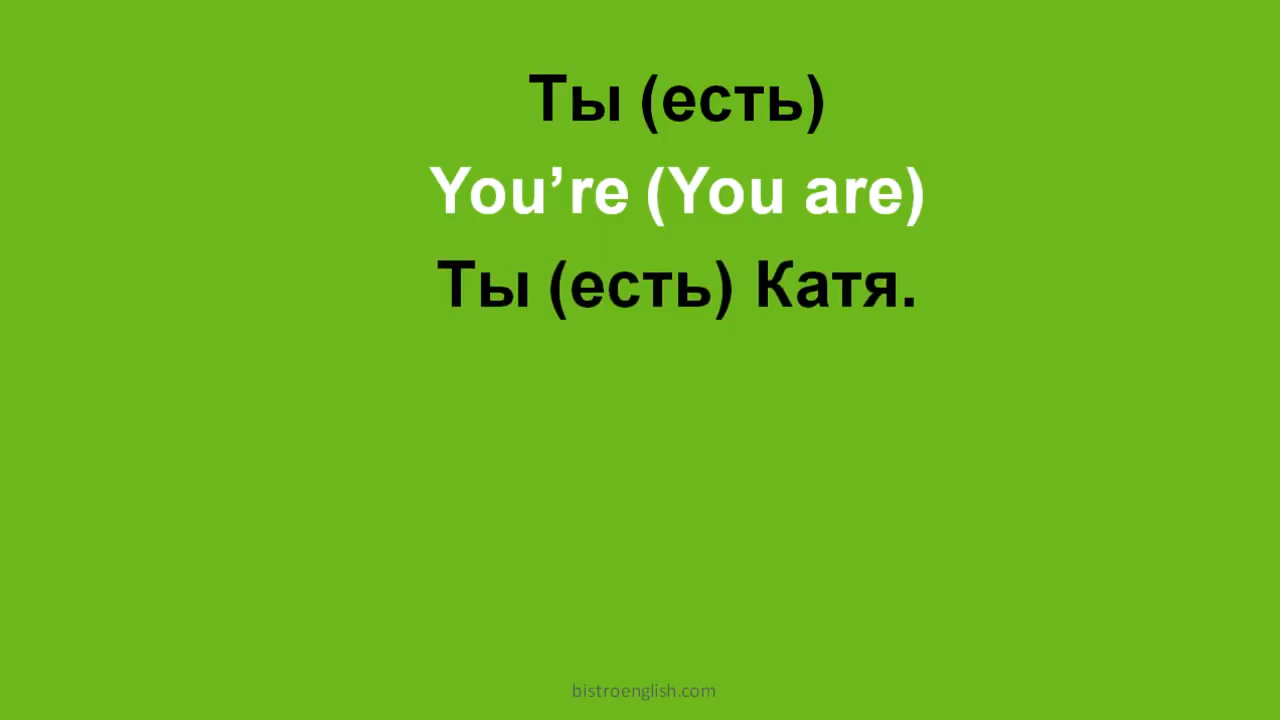 Ты (есть)
You’re (You are)
Ты (есть) Катя.
bistroenglish.com